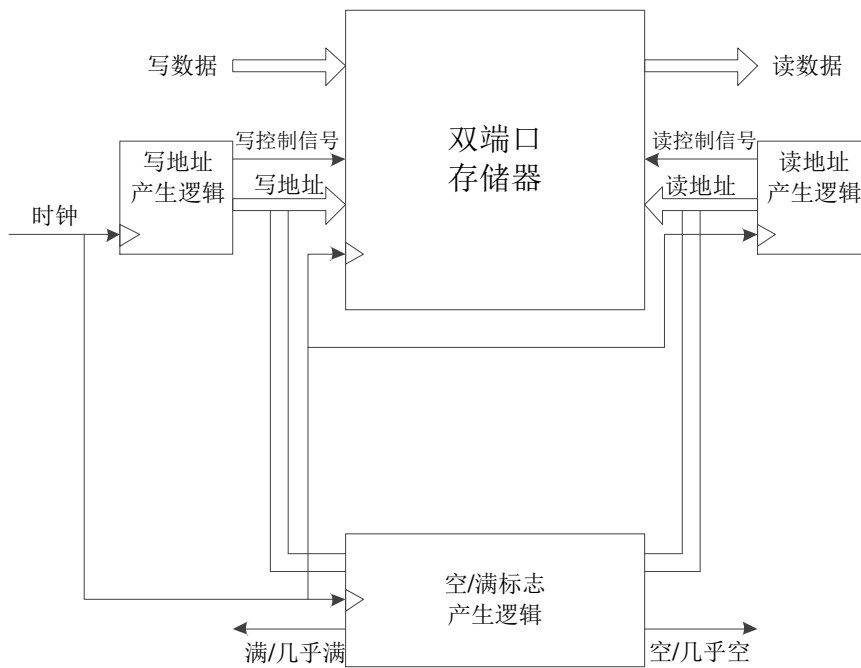 写数据
读数据
双端口
存储器
写控制信号
读控制信号
写地址
产生逻辑
写地址
读地址
读地址
产生逻辑
时钟
空/满标志
产生逻辑
满/几乎满
空/几乎空